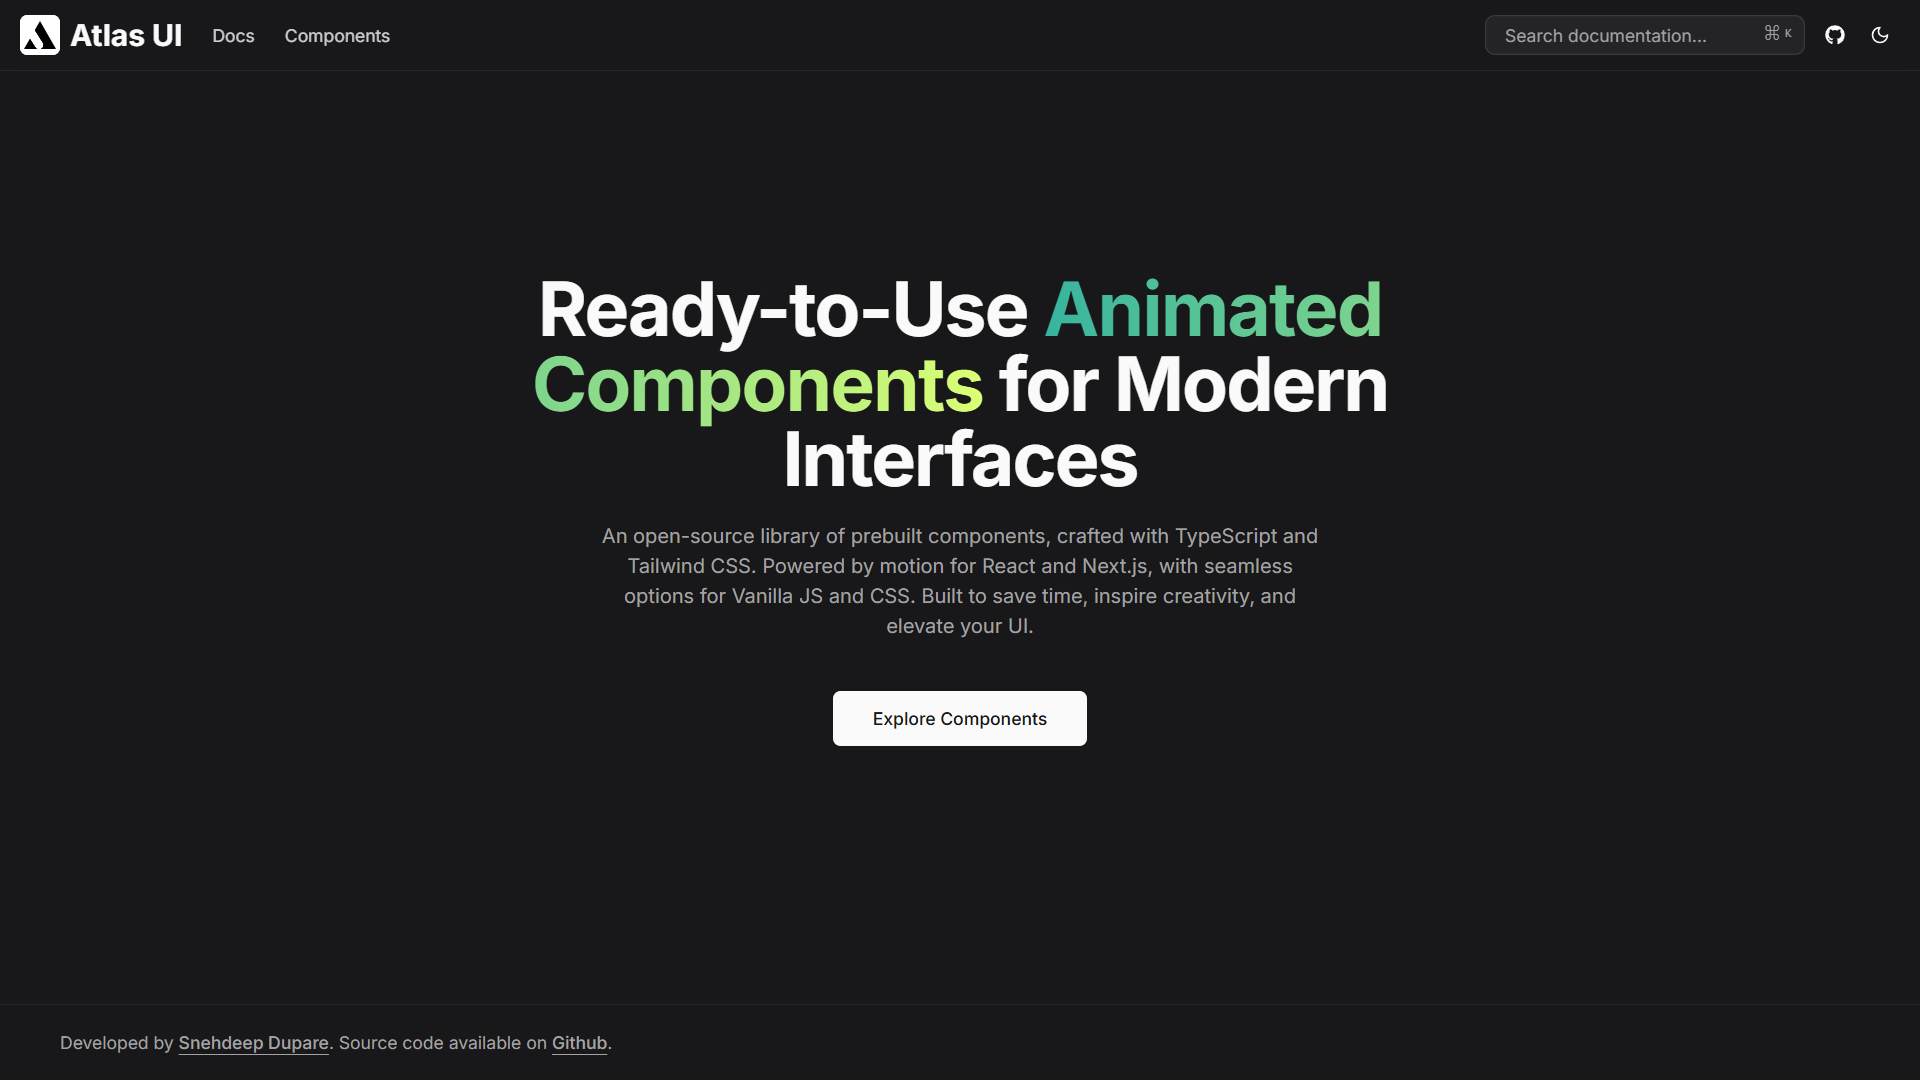 Atlas UI
Docs
Components
Search documentation...
⌘ K
Ready-to-Use Animated
Components for Modern
Interfaces
An open-source library of prebuilt components, crafted with TypeScript and
Tailwind CSS. Powered by motion for React and Next.js, with seamless
options for Vanilla JS and CSS. Built to save time, inspire creativity, and
elevate your UI.
Explore Components
Developed by Snehdeep Dupare. Source code available on Github.